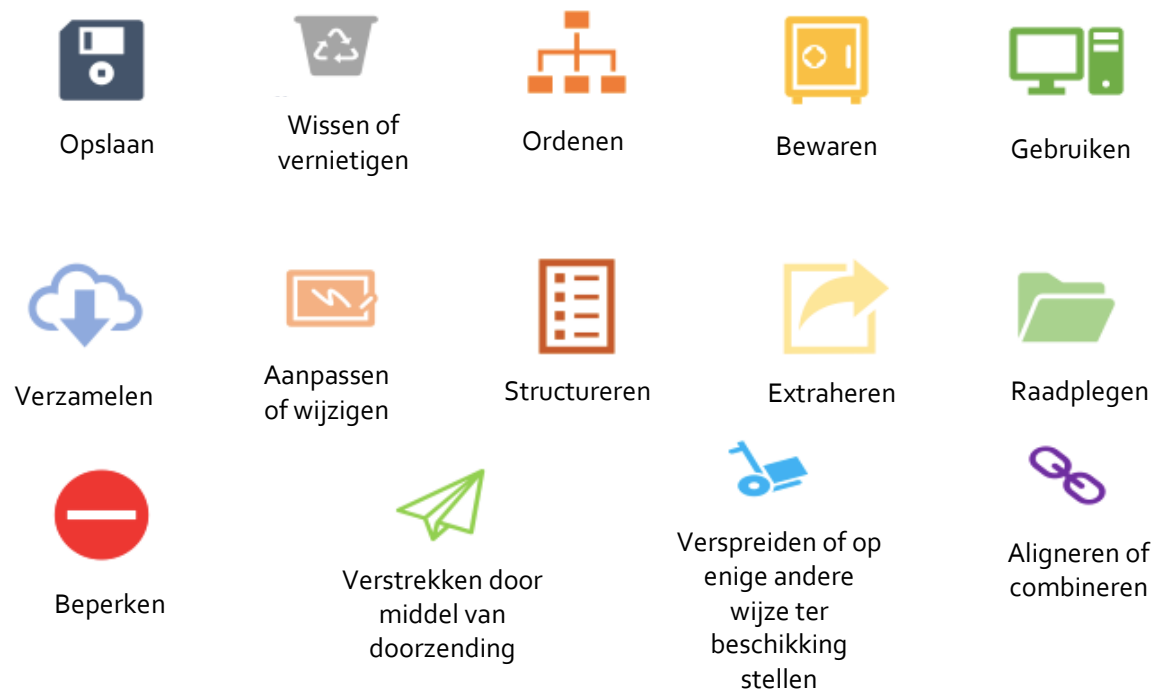 Opslaan
Wissen of
vernietigen
Ordenen
Bewaren
Gebruiken
Verzamelen
Aanpassen
of wijzigen
Structureren
Extraheren
Raadplegen
Beperken
Verstrekken door
middel van
doorzending
Verspreiden of op
enige andere
wijze ter
beschikking
stellen
Aligneren of
combineren